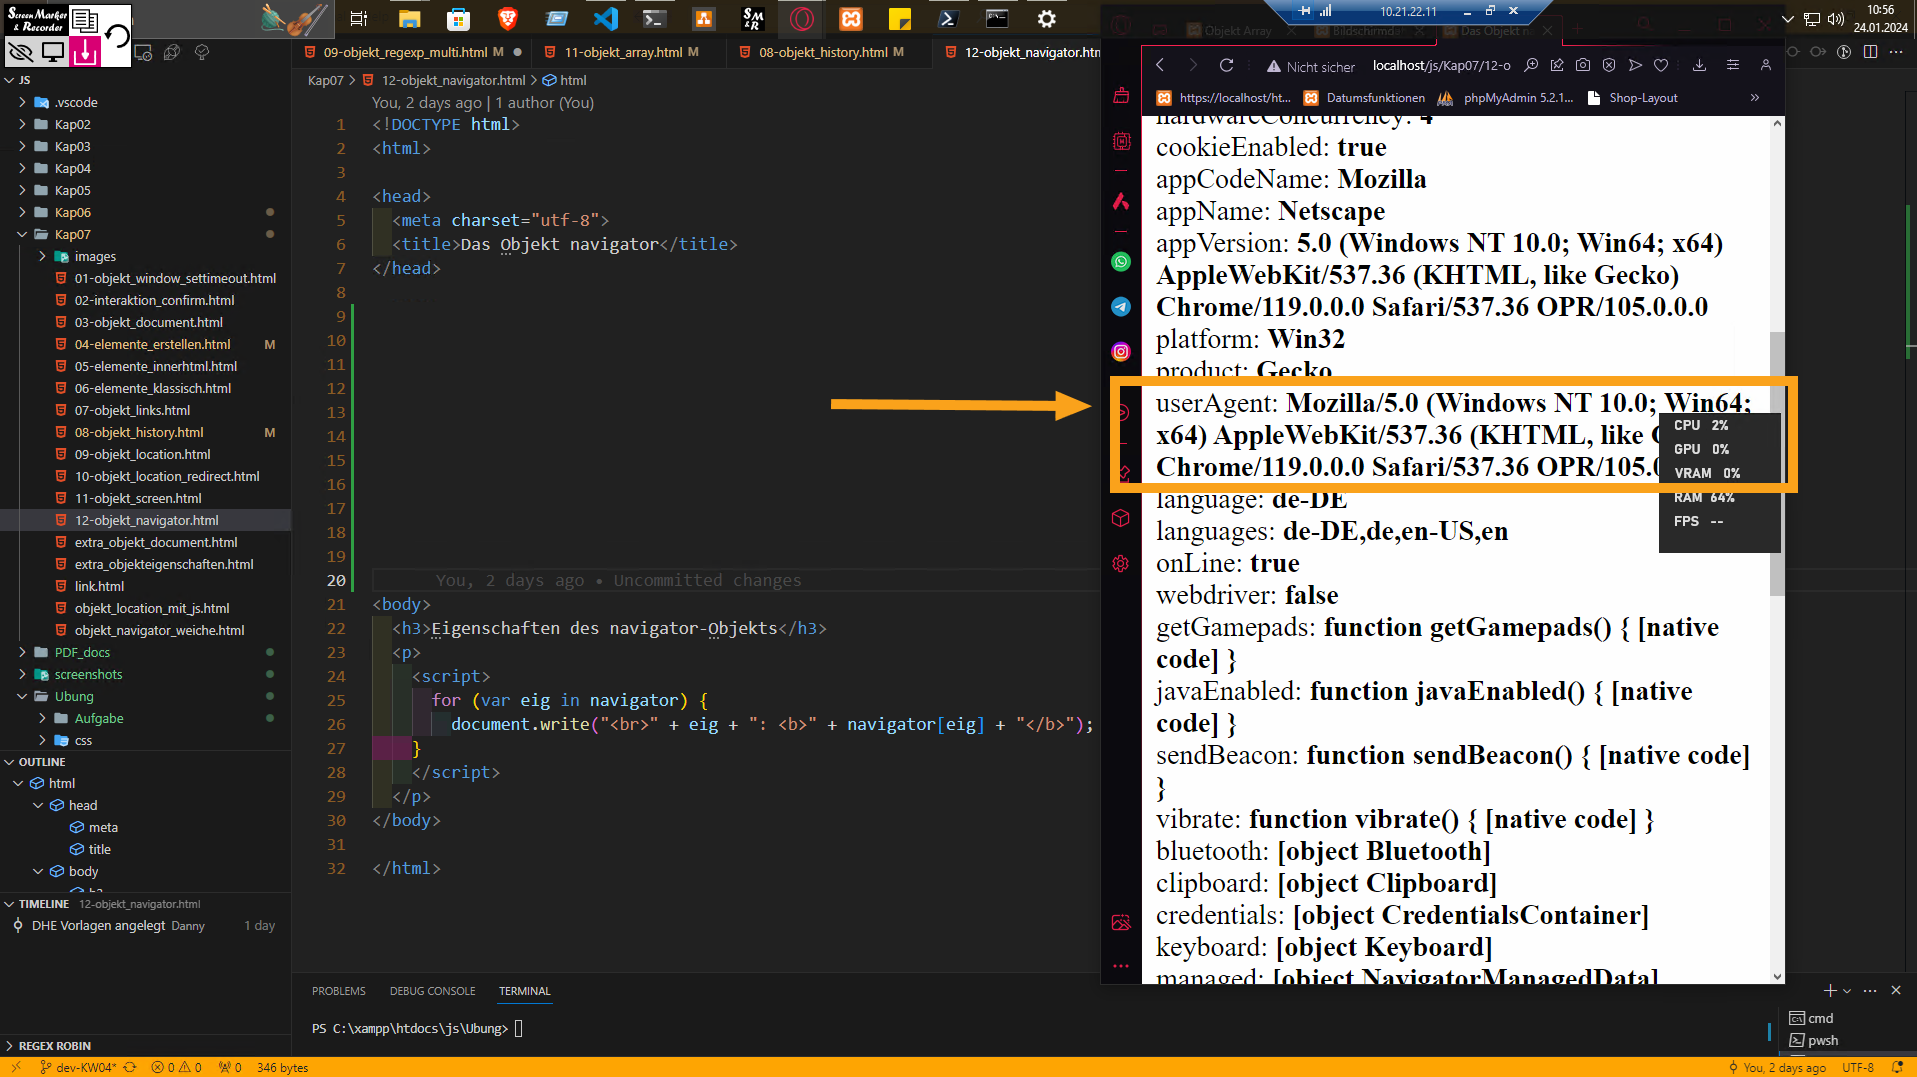 Screen Marker
& Recorder
10.21.22.11
10:56
24.01.2024
09-objekt_regexp_multi.html M
11-objekt_array.html M
08-objekt_history.html M
12-objekt_navigator.htm
Objekt Array
Bildschirmda
Das Objekt n
JS
.vscode
Kap02
Kap03
Kap04
Kap05
Kap06
Kap07
images
01-objekt_window_settimeout.html
02-interaktion_confirm.html
03-objekt_document.html
04-elemente_erstellen.html M
05-elemente_innerhtml.html
06-elemente_klassisch.html
07-objekt_links.html
08-objekt_history.html M
09-objekt_location.html
10-objekt_location_redirect.html
11-objekt_screen.html
12-objekt_navigator.html
extra_objekt_document.html
extra_objekteigenschaften.html
link.html
objekt_location_mit_js.html
objekt_navigator_weiche.html
PDF_docs
screenshots
Ubung
Aufgabe
css
OUTLINE
html
head
meta
title
body
h3
TIMELINE 12-objekt_navigator.html
DHE Vorlagen angelegt Danny 1 day
REGEX ROBIN
Kap07 > 12-objekt_navigator.html > html
You, 2 days ago | 1 author (You)
1 <!DOCTYPE html>
2 <html>
3
4 <head>
5 <meta charset="utf-8">
6 <title>Das Objekt navigator</title>
7 </head>
8
9
10
11
12
13
14
15
16
17
18
19
20 You, 2 days ago • Uncommitted changes
21 <body>
22 <h3>Eigenschaften des navigator-Objekts</h3>
23 <p>
24 <script>
25 for (var eig in navigator) {
26 document.write("<br>" + eig + ": <b>" + navigator[eig] + "</b>");
27 }
28 </script>
29 </p>
30 </body>
31
32 </html>
PROBLEMS DEBUG CONSOLE TERMINAL
PS C:\xampp\htdocs\js\Ubung>
cmd
pwsh
Nicht sicher localhost/js/Kap07/12-o
https://localhost/ht... Datumsfunktionen phpMyAdmin 5.2.1... Shop-Layout
hardwareConcurrency: 4
cookieEnabled: true
appCodeName: Mozilla
appName: Netscape
appVersion: 5.0 (Windows NT 10.0; Win64; x64)
AppleWebKit/537.36 (KHTML, like Gecko)
Chrome/119.0.0.0 Safari/537.36 OPR/105.0.0.0
platform: Win32
product: Gecko
userAgent: Mozilla/5.0 (Windows NT 10.0; Win64;
x64) AppleWebKit/537.36 (KHTML, like
Chrome/119.0.0.0 Safari/537.36 OPR/105.
language: de-DE
languages: de-DE,de,en-US,en
onLine: true
webdriver: false
getGamepads: function getGamepads() { [native
code] }
javaEnabled: function javaEnabled() { [native
code] }
sendBeacon: function sendBeacon() { [native code]
}
vibrate: function vibrate() { [native code] }
bluetooth: [object Bluetooth]
clipboard: [object Clipboard]
credentials: [object CredentialsContainer]
keyboard: [object Keyboard]
managed: [object NavigatorManagedData]
CPU 2%
GPU 0%
VRAM 0%
RAM 64%
FPS --
dev-KW04* 0 0 0 346 bytes
You, 2 days ago UTF-8